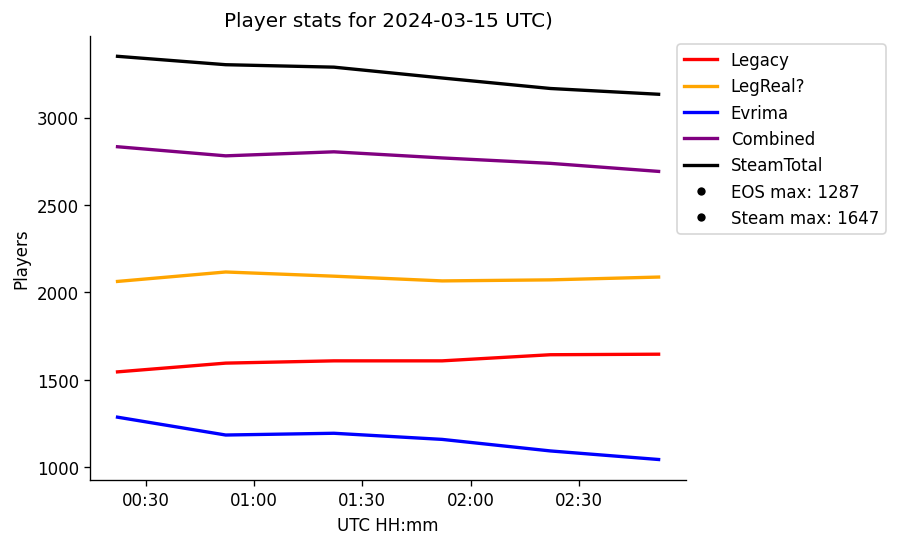 Player stats for 2024-03-15 UTC)
Legacy
LegReal?
Evrima
Combined
SteamTotal
EOS max: 1287
Steam max: 1647
Players
3000
2500
2000
1500
1000
00:30 01:00 01:30 02:00 02:30
UTC HH:mm